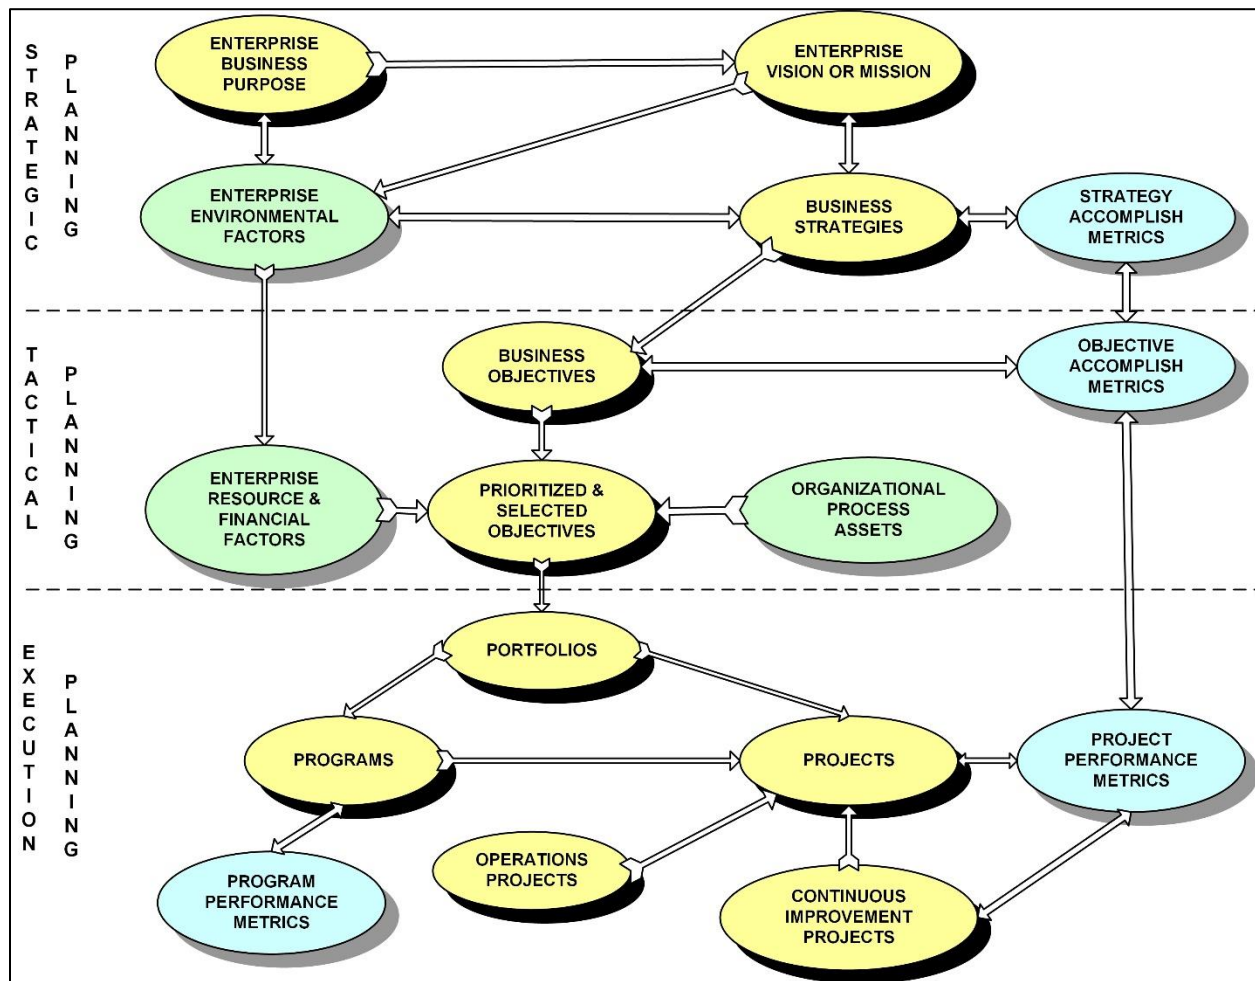 STRATEGIC
PLANNING
ENTERPRISE
BUSINESS
PURPOSE
ENTERPRISE
VISION OR MISSION
ENTERPRISE
ENVIRONMENTAL
FACTORS
BUSINESS
STRATEGIES
STRATEGY
ACCOMPLISH
METRICS
TACTICAL
PLANNING
BUSINESS
OBJECTIVES
OBJECTIVE
ACCOMPLISH
METRICS
ENTERPRISE
RESOURCE &
FINANCIAL
FACTORS
PRIORITIZED &
SELECTED
OBJECTIVES
ORGANIZATIONAL
PROCESS
ASSETS
EXECUTION
PLANNING
PORTFOLIOS
PROGRAMS
PROJECTS
PROJECT
PERFORMANCE
METRICS
PROGRAM
PERFORMANCE
METRICS
OPERATIONS
PROJECTS
CONTINUOUS
IMPROVEMENT
PROJECTS